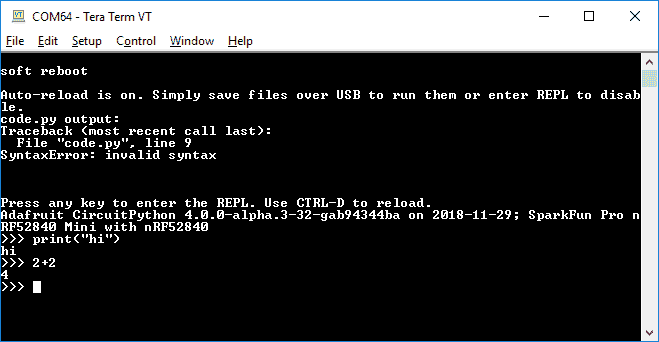 COM64 - Tera Term VT
File Edit Setup Control Window Help
soft reboot
Auto-reload is on. Simply save files over USB to run them or enter REPL to disab
le.
code.py output:
Traceback (most recent call last):
  File "code.py", line 9
SyntaxError: invalid syntax
Press any key to enter the REPL. Use CTRL-D to reload.
Adafruit CircuitPython 4.0.0-alpha.3-32-gab94344ba on 2018-11-29; SparkFun Pro n
RF52840 Mini with nRF52840
>>> print("hi")
hi
>>> 2+2
4
>>>